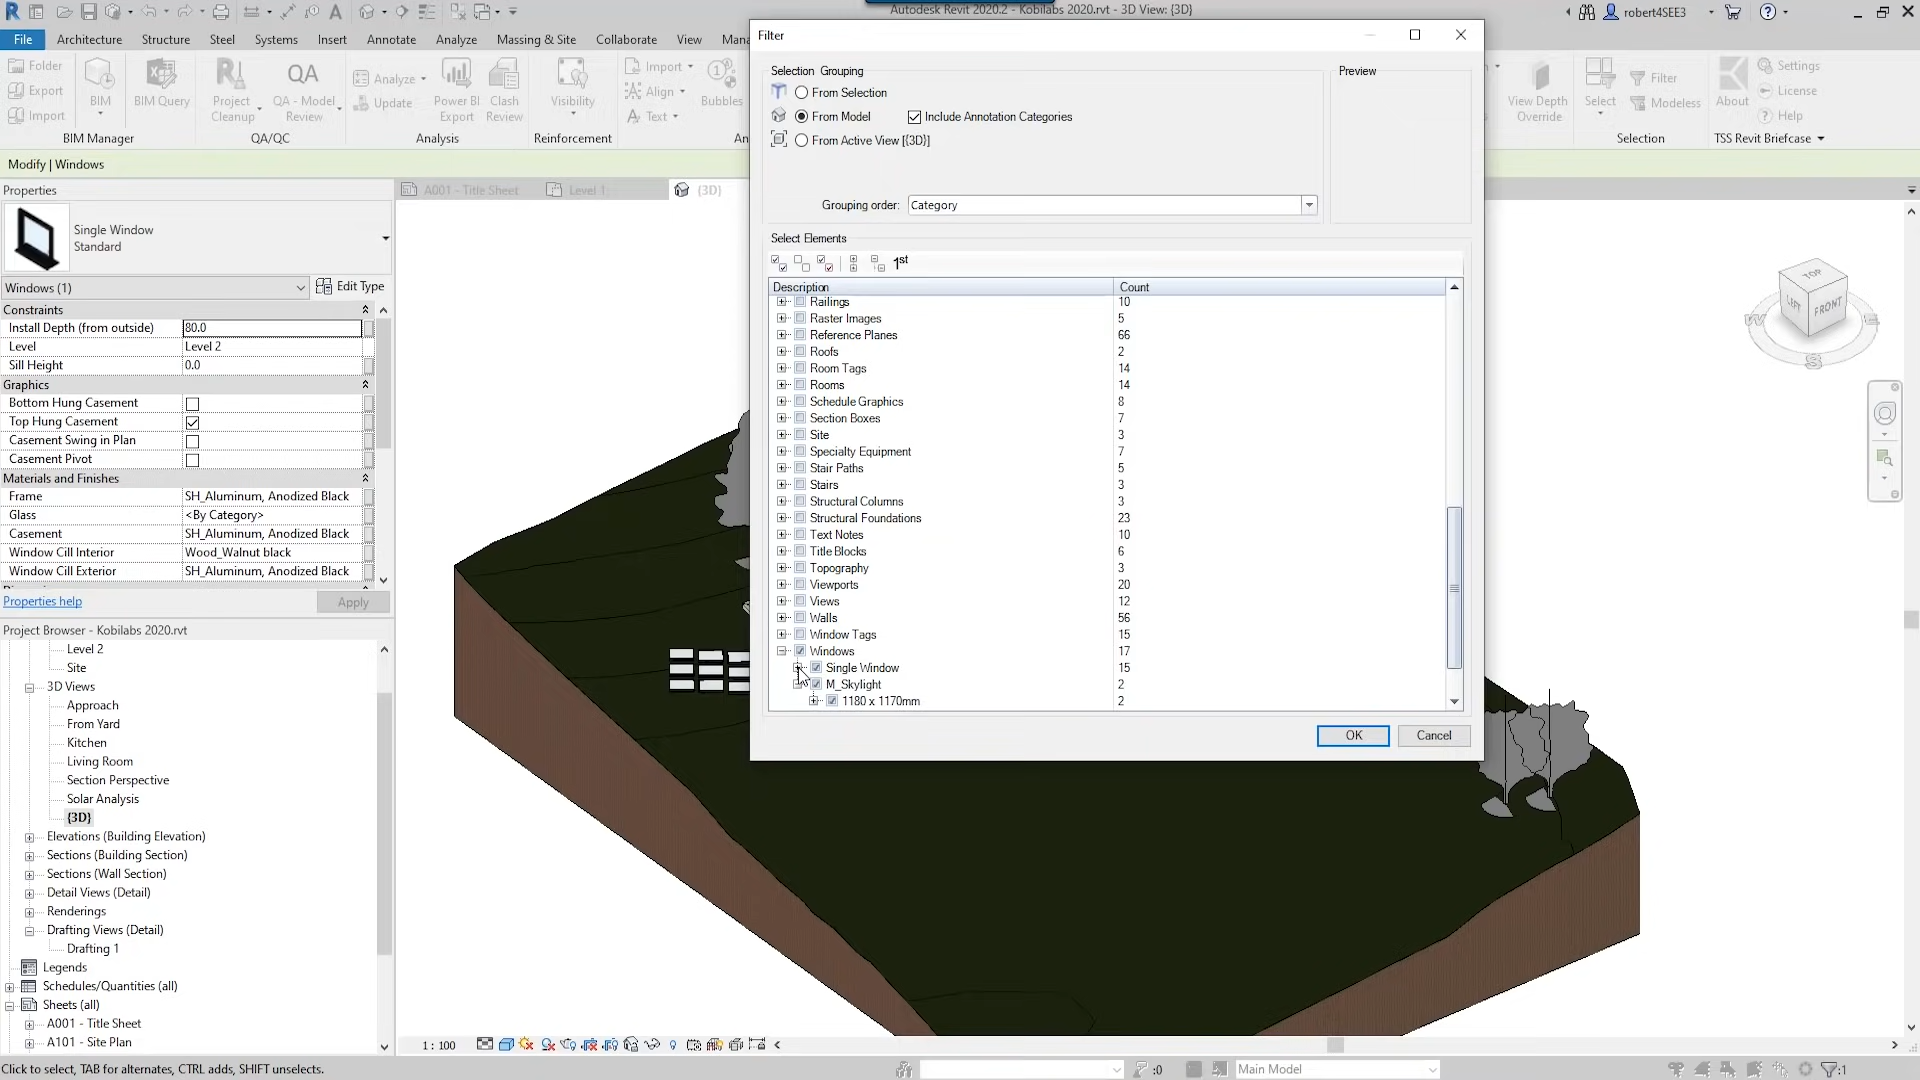 Autodesk Revit 2020.2 - Kobilabs 2020.rvt - 3D View: {3D}
robert4SEE3
File Architecture Structure Steel Systems Insert Annotate Analyze Massing & Site Collaborate View
Folder
Export
Import
BIM
BIM Query
BIM Manager
Project Cleanup
QA - Model Review
QA/QC
Analyze
Update
Power BI Export
Clash Review
Analysis
Visibility
Reinforcement
Import
Align
Text
Bubbles
View Depth Override
Select
Filter
Modeless
Selection
About
Settings
License
Help
TSS Revit Briefcase
Modify | Windows
Properties
Single Window
Standard
Windows (1)
Edit Type
Constraints
Install Depth (from outside) 80.0
Level Level 2
Sill Height 0.0
Graphics
Bottom Hung Casement
Top Hung Casement
Casement Swing in Plan
Casement Pivot
Materials and Finishes
Frame SH_Aluminum, Anodized Black
Glass <By Category>
Casement SH_Aluminum, Anodized Black
Window Cill Interior Wood_Walnut black
Window Cill Exterior SH_Aluminum, Anodized Black
Properties help
Apply
Project Browser - Kobilabs 2020.rvt
Level 2
Site
3D Views
Approach
From Yard
Kitchen
Living Room
Section Perspective
Solar Analysis
{3D}
Elevations (Building Elevation)
Sections (Building Section)
Sections (Wall Section)
Detail Views (Detail)
Renderings
Drafting Views (Detail)
Drafting 1
Legends
Schedules/Quantities (all)
Sheets (all)
A001 - Title Sheet
A101 - Site Plan
A001 - Title Sheet
Level 1
{3D}
Filter
Selection Grouping
From Selection
From Model
Include Annotation Categories
From Active View [{3D}]
Grouping order: Category
Preview
Select Elements
1st
Description Count
Railings 10
Raster Images 5
Reference Planes 66
Roofs 2
Room Tags 14
Rooms 14
Schedule Graphics 8
Section Boxes 7
Site 3
Specialty Equipment 7
Stair Paths 5
Stairs 3
Structural Columns 3
Structural Foundations 23
Text Notes 10
Title Blocks 6
Topography 3
Viewports 20
Views 12
Walls 56
Window Tags 15
Windows 17
Single Window 15
M_Skylight 2
1180 x 1170mm 2
OK
Cancel
TOP
LEFT
FRONT
W
S
E
1 : 100
Click to select, TAB for alternates, CTRL adds, SHIFT unselects.
:0
Main Model
:1